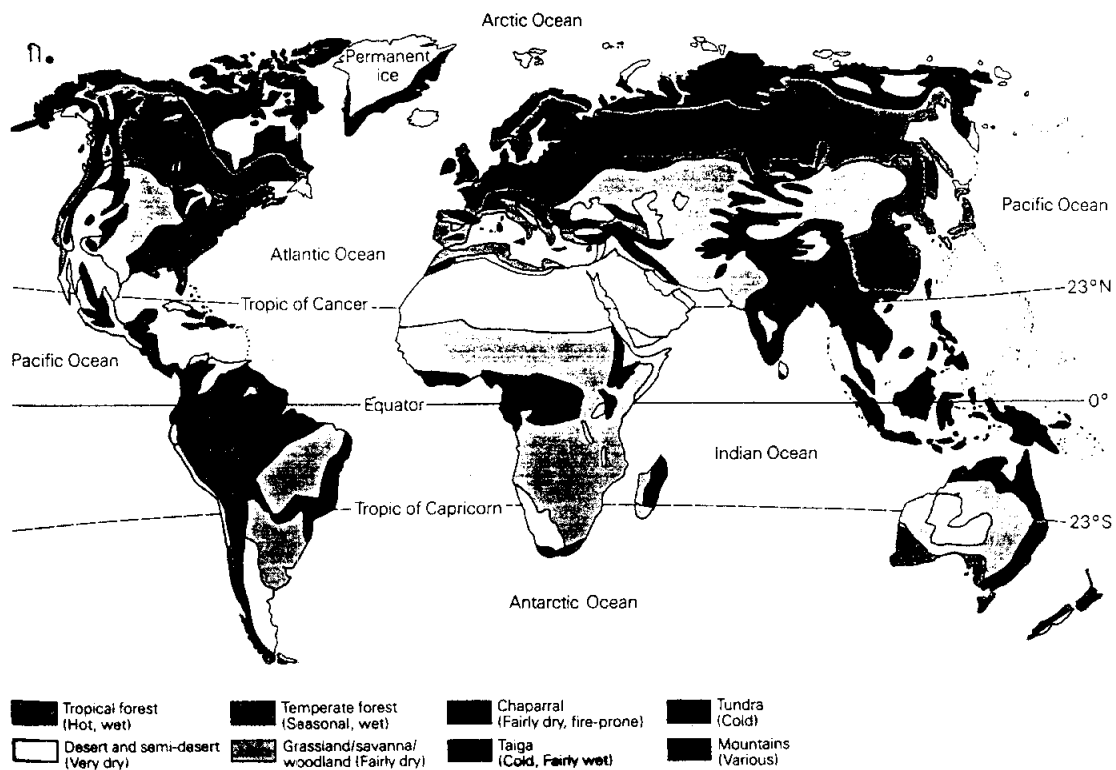 Arctic Ocean
n.
Permanent
ice
Pacific Ocean
Atlantic Ocean
Tropic of Cancer
23°N
Pacific Ocean
Equator
0°
Indian Ocean
Tropic of Capricorn
23°S
Antarctic Ocean
Tropical forest
(Hot, wet)
Temperate forest
(Seasonal, wet)
Chaparral
(Fairly dry, fire-prone)
Tundra
(Cold)
Desert and semi-desert
(Very dry)
Grassland/savanna/
woodland (Fairly dry)
Taiga
(Cold, Fairly wet)
Mountains
(Various)